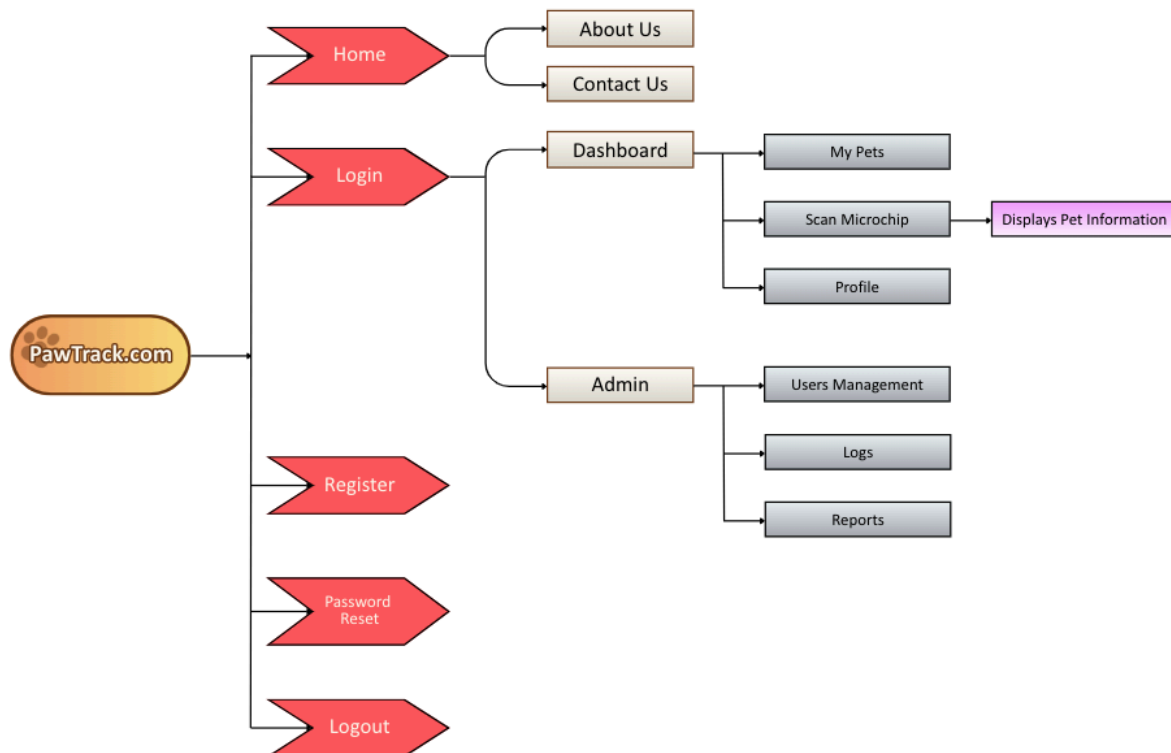 Home
About Us
Contact Us
Login
Dashboard
My Pets
Scan Microchip
Displays Pet Information
Profile
PawTrack.com
Admin
Users Management
Logs
Reports
Register
Password
Reset
Logout